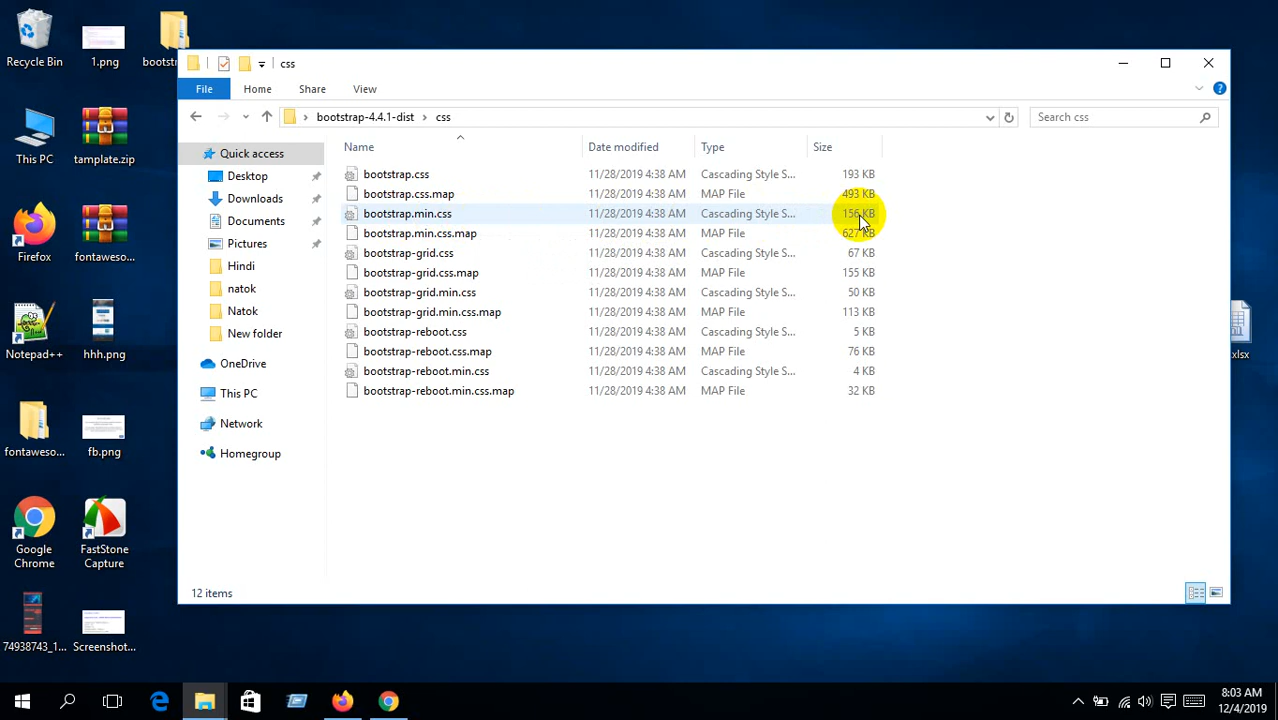 Recycle Bin
1.png
boots
This PC
tamplate.zip
Firefox
fontaweso...
Notepad++
hhh.png
fontaweso...
fb.png
Google
Chrome
FastStone
Capture
74938743_1...
Screenshot...
.xlsx
css
File
Home
Share
View
bootstrap-4.4.1-dist
css
Search css
Quick access
Desktop
Downloads
Documents
Pictures
Hindi
natok
Natok
New folder
OneDrive
This PC
Network
Homegroup
Name Date modified Type Size
bootstrap.css 11/28/2019 4:38 AM Cascading Style S... 193 KB
bootstrap.css.map 11/28/2019 4:38 AM MAP File 493 KB
bootstrap.min.css 11/28/2019 4:38 AM Cascading Style S... 156 KB
bootstrap.min.css.map 11/28/2019 4:38 AM MAP File 627 KB
bootstrap-grid.css 11/28/2019 4:38 AM Cascading Style S... 67 KB
bootstrap-grid.css.map 11/28/2019 4:38 AM MAP File 155 KB
bootstrap-grid.min.css 11/28/2019 4:38 AM Cascading Style S... 50 KB
bootstrap-grid.min.css.map 11/28/2019 4:38 AM MAP File 113 KB
bootstrap-reboot.css 11/28/2019 4:38 AM Cascading Style S... 5 KB
bootstrap-reboot.css.map 11/28/2019 4:38 AM MAP File 76 KB
bootstrap-reboot.min.css 11/28/2019 4:38 AM Cascading Style S... 4 KB
bootstrap-reboot.min.css.map 11/28/2019 4:38 AM MAP File 32 KB
12 items
8:03 AM
12/4/2019